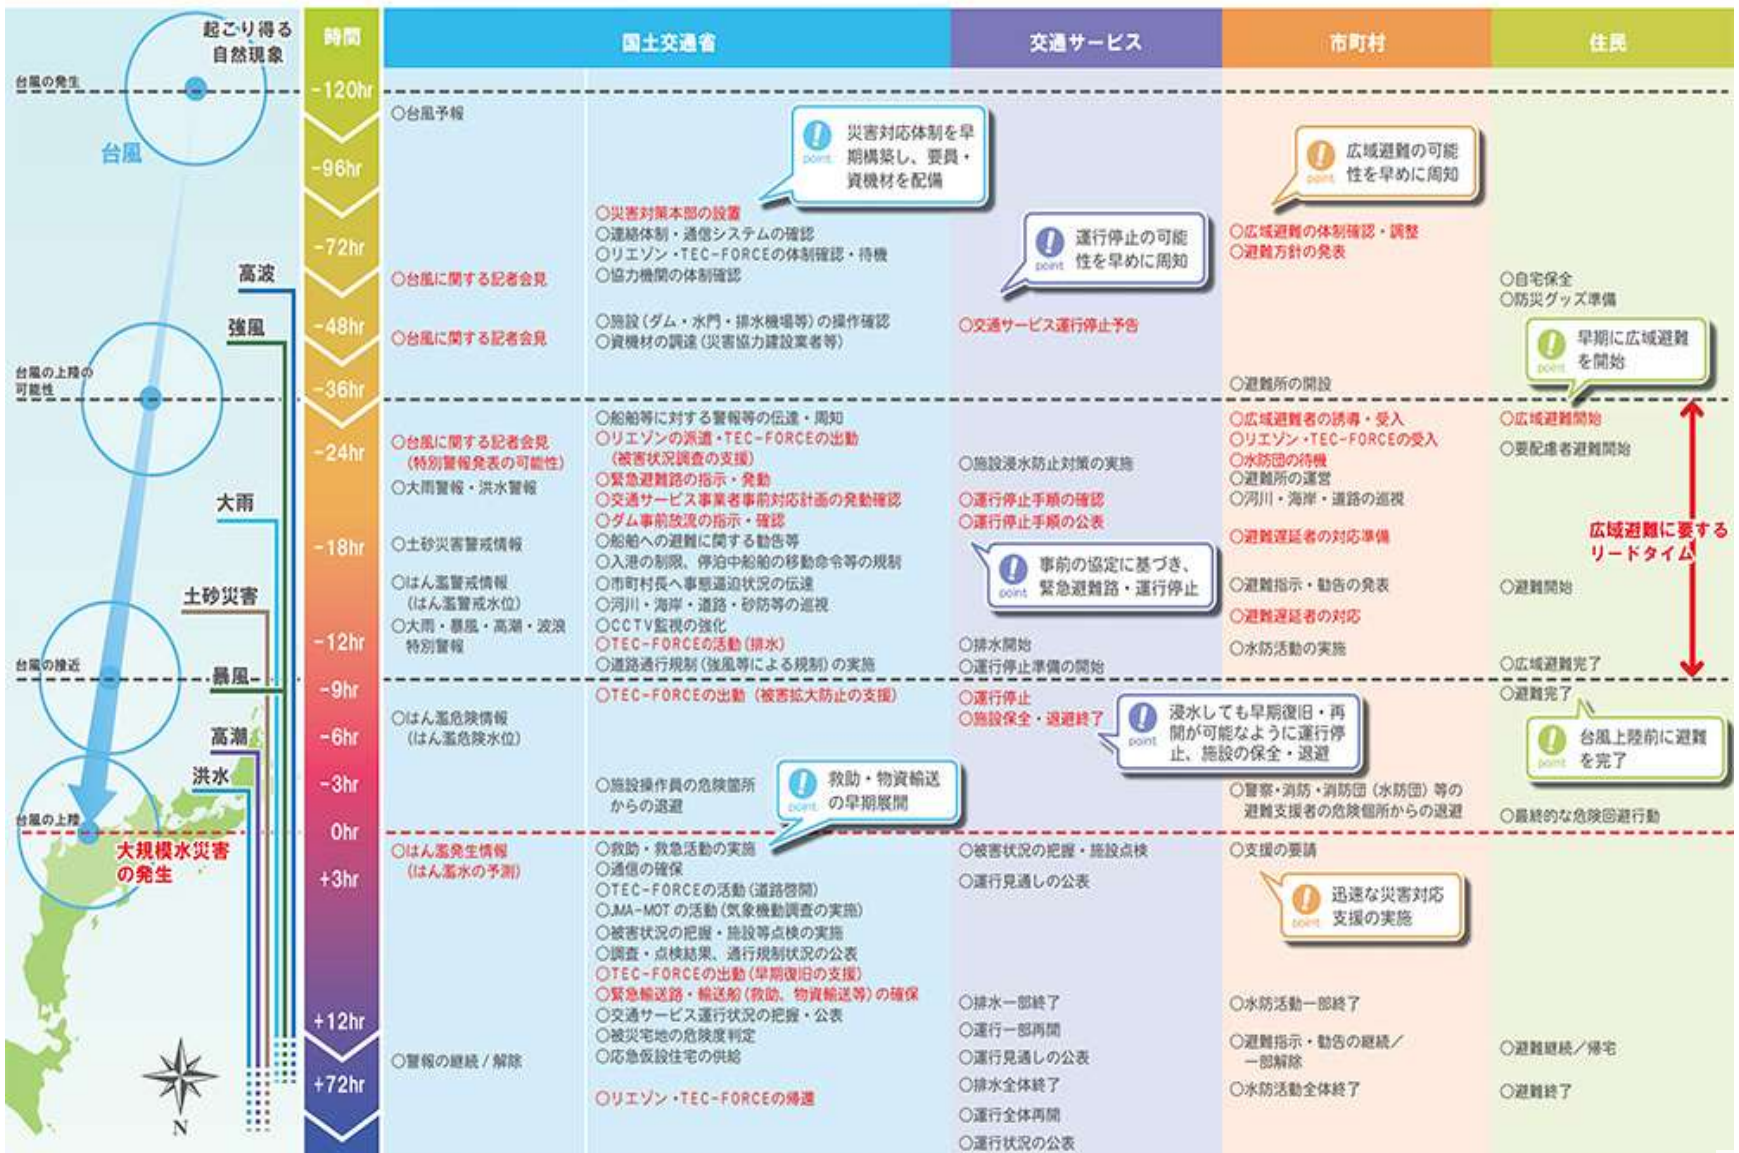 起こり得る
自然現象
時間
国土交通省
交通サービス
市町村
住民
台風の発生
台風
高波
強風
台風の上陸の
可能性
大雨
土砂災害
台風の接近
暴風
高潮
洪水
台風の上陸
大規模水災害
の発生
N
-120hr
-96hr
-72hr
-48hr
-36hr
-24hr
-18hr
-12hr
-9hr
-6hr
-3hr
0hr
+3hr
+12hr
+72hr
○台風予報
○台風に関する記者会見
○台風に関する記者会見
○台風に関する記者会見
(特別警報発表の可能性)
○大雨警報・洪水警報
○土砂災害警戒情報
○はん濫警戒情報
(はん濫警戒水位)
○大雨・暴風・高潮・波浪
特別警報
○はん濫危険情報
(はん濫危険水位)
○はん濫発生情報
(はん濫水の予測)
○警報の継続/解除
! point
災害対応体制を早
期構築し、要員・
資機材を配備
○災害対策本部の設置
○連絡体制・通信システムの確認
○リエゾン・TEC-FORCEの体制確認・待機
○協力機関の体制確認
○施設(ダム・水門・排水機場等)の操作確認
○資機材の調達(災害協力建設業者等)
○船舶等に対する警報等の伝達・周知
○リエゾンの派遣・TEC-FORCEの出動
(被害状況調査の支援)
○緊急避難路の指示・発動
○交通サービス事業者事前対応計画の発動確認
○ダム事前放流の指示・確認
○船舶への避難に関する勧告等
○入港の制限、停泊中船舶の移動命令等の規制
○市町村長へ事態逼迫状況の伝達
○河川・海岸・道路・砂防等の巡視
○CCTV監視の強化
○TEC-FORCEの活動(排水)
○道路通行規制(強風等による規制)の実施
○TEC-FORCEの出動(被害拡大防止の支援)
○施設操作員の危険箇所
からの退避
! point
救助・物資輸送
の早期展開
○救助・救急活動の実施
○通信の確保
○TEC-FORCEの活動(道路啓開)
○JMA-MOTの活動(気象機動調査の実施)
○被害状況の把握・施設等点検の実施
○調査・点検結果、通行規制状況の公表
○TEC-FORCEの出動(早期復旧の支援)
○緊急輸送路・輸送船(救助、物資輸送等)の確保
○交通サービス運行状況の把握・公表
○被災宅地の危険度判定
○応急仮設住宅の供給
○リエゾン・TEC-FORCEの帰還
! point
運行停止の可能
性を早めに周知
○交通サービス運行停止予告
○施設浸水防止対策の実施
○運行停止手順の確認
○運行停止手順の公表
! point
事前の協定に基づき、
緊急避難路・運行停止
○排水開始
○運行停止準備の開始
○運行停止
○施設保全・退避終了
! point
浸水しても早期復旧・再
開が可能なように運行停
止、施設の保全・退避
○被害状況の把握・施設点検
○運行見通しの公表
○排水一部終了
○運行一部再開
○運行見通しの公表
○排水全体終了
○運行全体再開
○運行状況の公表
! point
広域避難の可能
性を早めに周知
○広域避難の体制確認・調整
○避難方針の発表
○避難所の開設
○広域避難者の誘導・受入
○リエゾン・TEC-FORCEの受入
○水防団の待機
○避難所の運営
○河川・海岸・道路の巡視
○避難遅延者の対応準備
○避難指示・勧告の発表
○避難遅延者の対応
○水防活動の実施
○警察・消防・消防団(水防団)等の
避難支援者の危険個所からの退避
○支援の要請
! point
迅速な災害対応
支援の実施
○水防活動一部終了
○避難指示・勧告の継続/
一部解除
○水防活動全体終了
○自宅保全
○防災グッズ準備
! point
早期に広域避難
を開始
○広域避難開始
○要配慮者避難開始
広域避難に要する
リードタイム
○避難開始
○広域避難完了
○避難完了
! point
台風上陸前に避難
を完了
○最終的な危険回避行動
○避難継続/帰宅
○避難終了